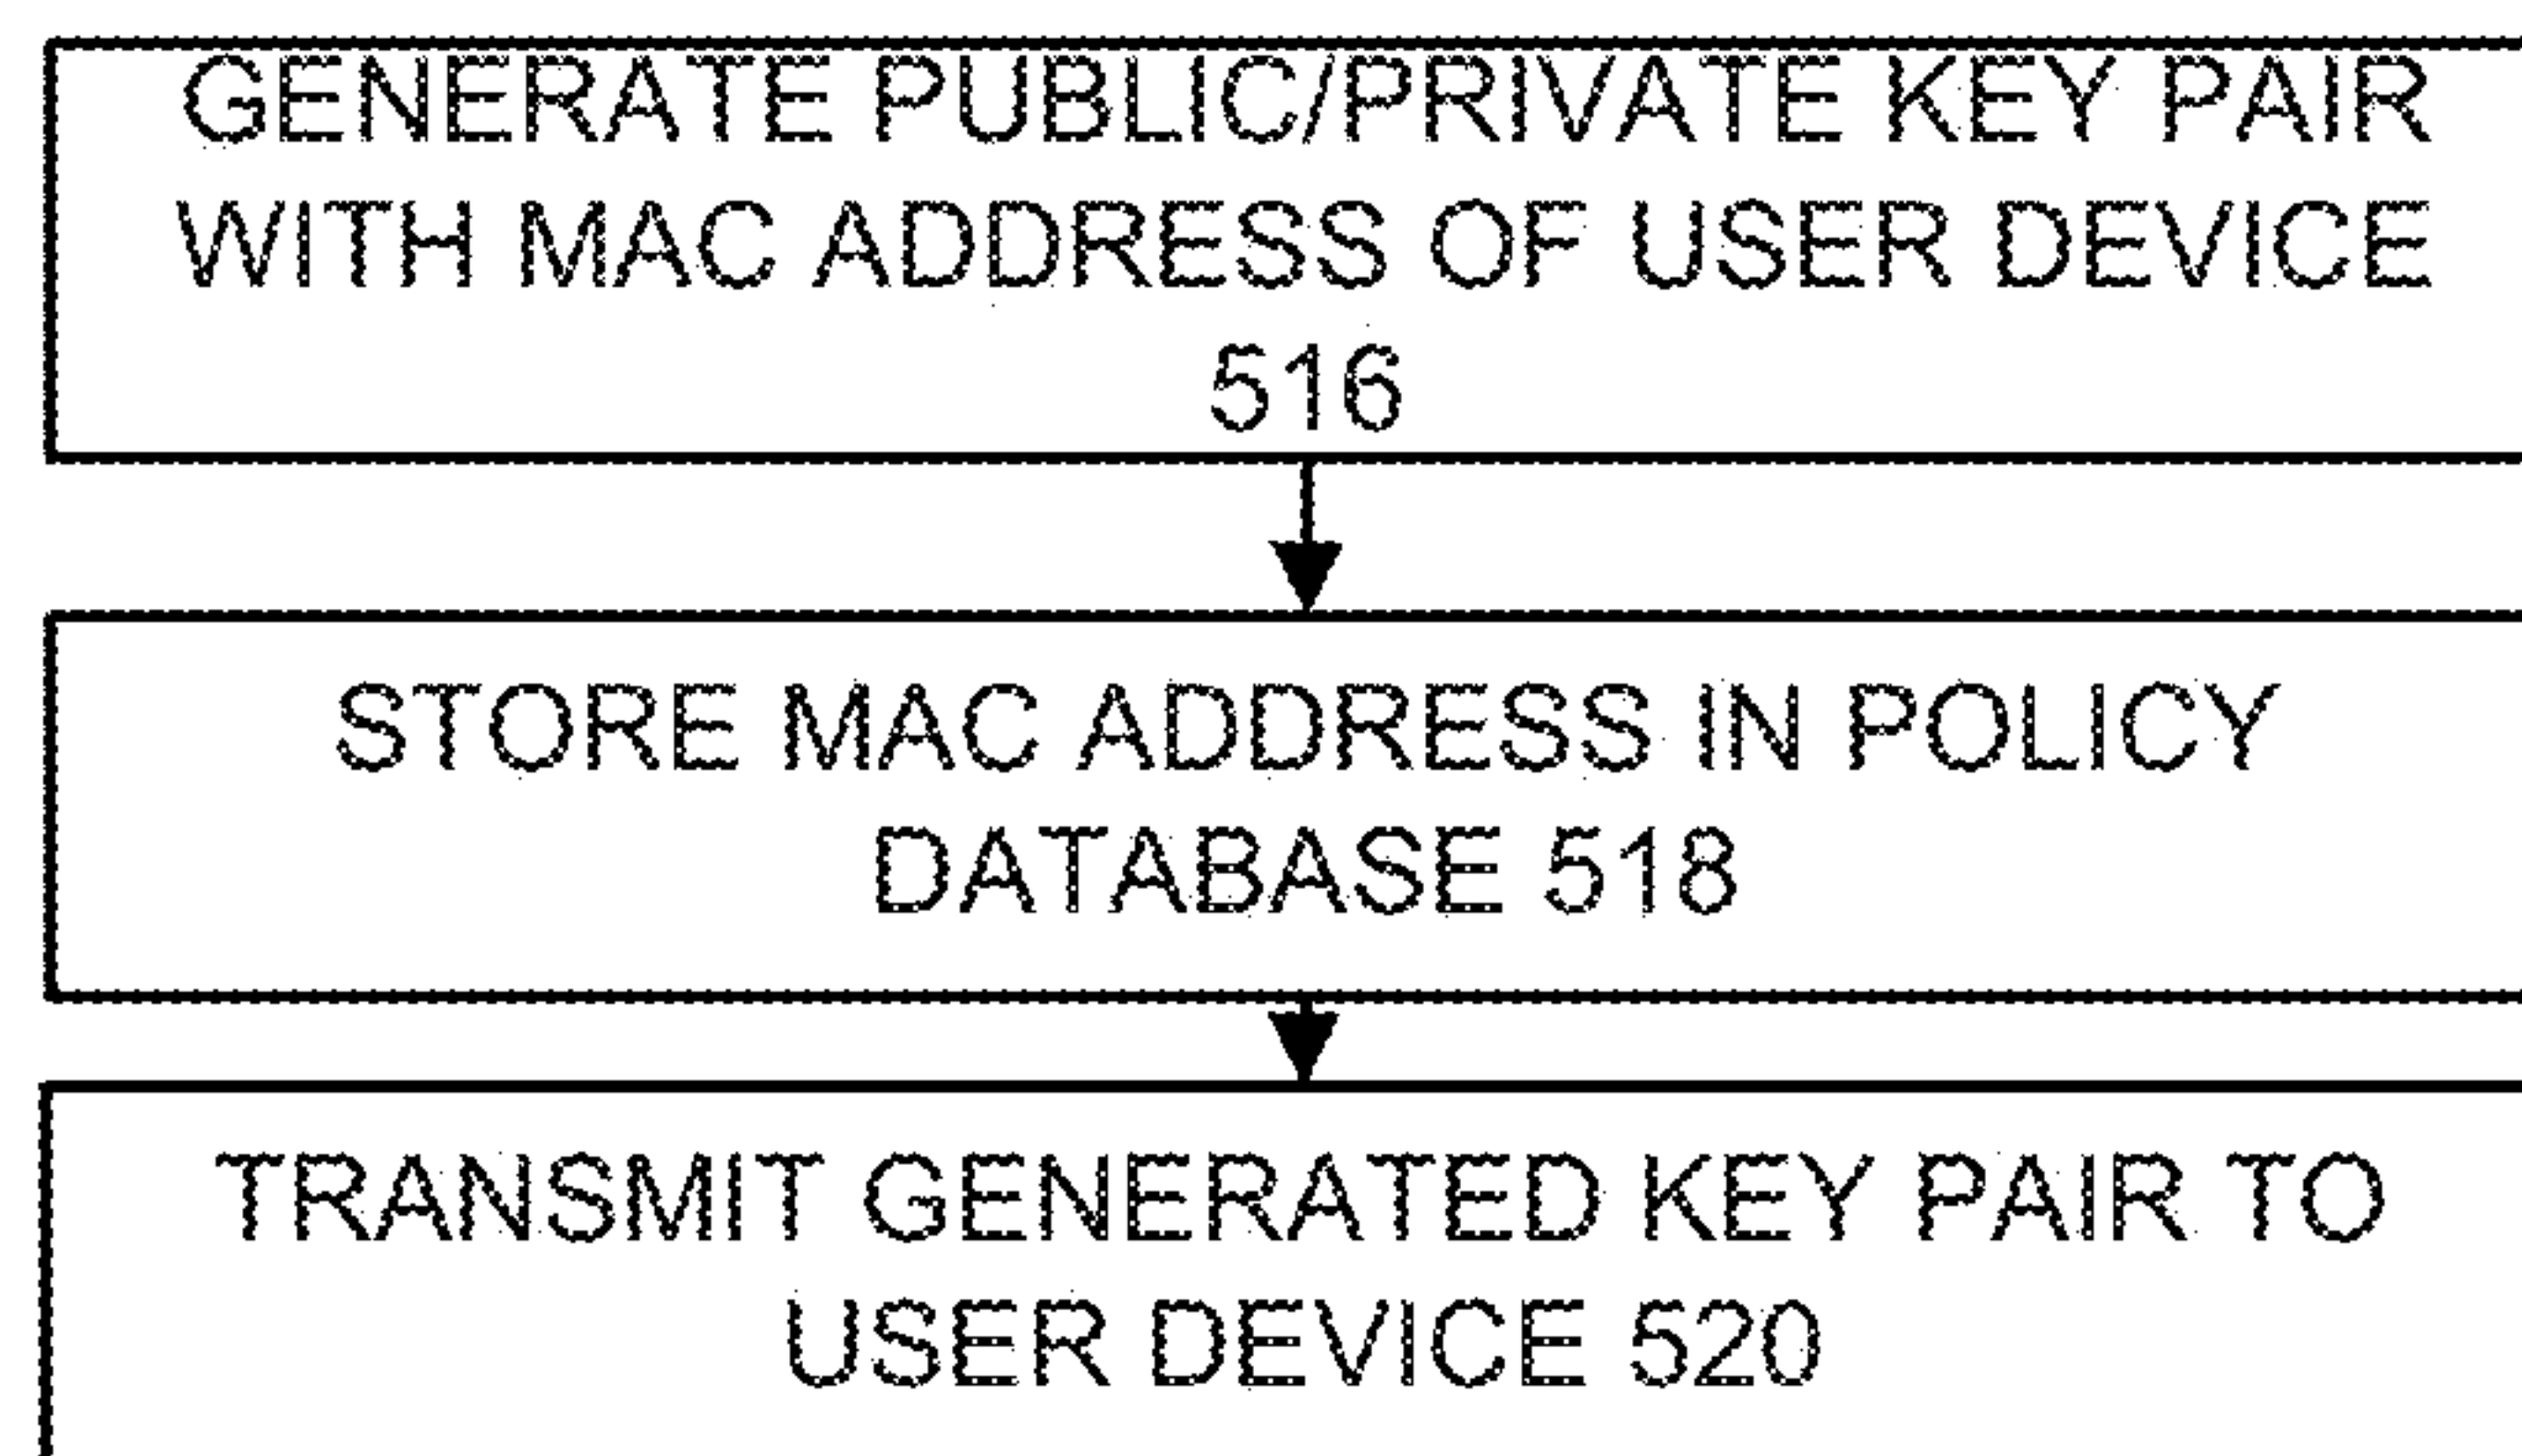 GENERATE PUBLIC/PRIVATE KEY PAIR
WITH MAC ADDRESS OF USER DEVICE
516
STORE MAC ADDRESS IN POLICY
DATABASE 518
TRANSMIT GENERATED KEY PAIR TO
USER DEVICE 520